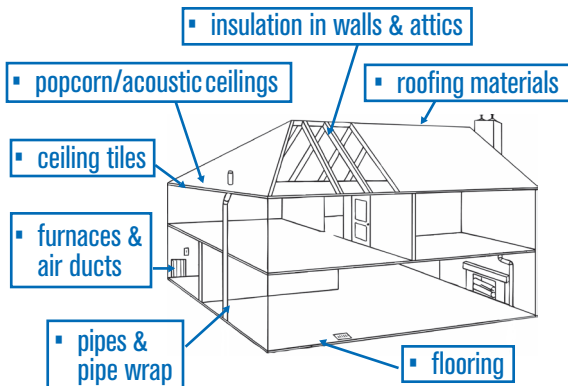 ▪ insulation in walls & attics
▪ popcorn/acoustic ceilings
▪ roofing materials
▪ ceiling tiles
▪ furnaces &
air ducts
▪ pipes &
pipe wrap
▪ flooring